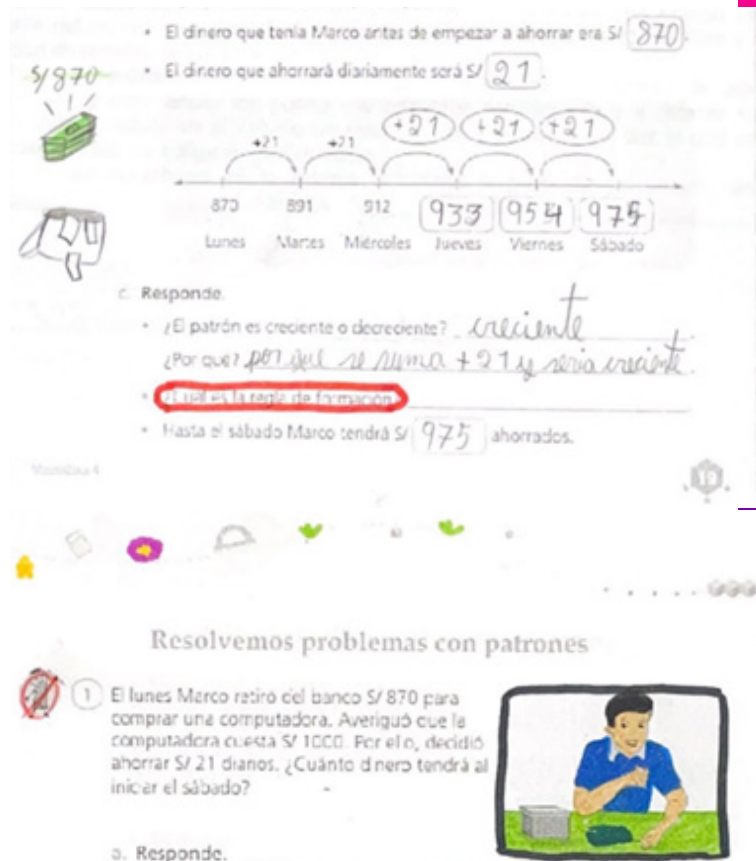 • El dinero que tenía Marco antes de empezar a ahorrar era S/ 870.
S/870
• El dinero que ahorrará diariamente será S/ 21.
+21 +21 +21 +21 +21
870 891 912 933 954 975
Lunes Martes Miércoles Jueves Viernes Sábado
c. Responde.
• ¿El patrón es creciente o decreciente? creciente
¿Por qué? por que se suma +21 y seria creciente.
• ¿Cuál es la regla de formación
• Hasta el sábado Marco tendrá S/ 975 ahorrados.
Resolvemos problemas con patrones
1 El lunes Marco retiró del banco S/ 870 para
comprar una computadora. Averiguó que la
computadora cuesta S/ 1000. Por ello, decidió
ahorrar S/ 21 diarios. ¿Cuánto dinero tendrá al
iniciar el sábado?
a. Responde.